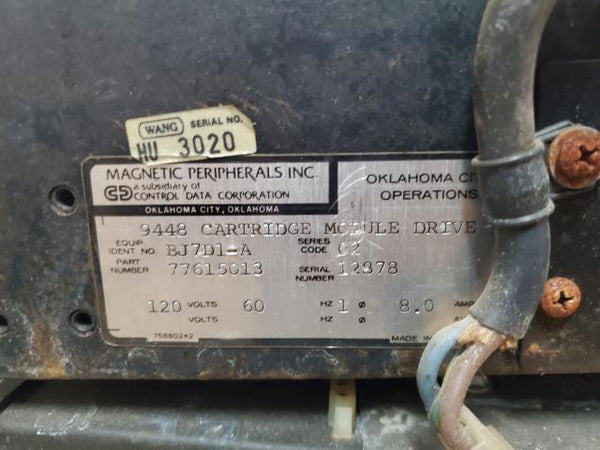 WANG SERIAL NO.
HU 3020
MAGNETIC PERIPHERALS INC.
a subsidiary of
CONTROL DATA CORPORATION
OKLAHOMA CITY, OKLAHOMA
OKLAHOMA
OPERATIONS
9448 CARTRIDGE MODULE DRIVE
EQUIP. IDENT NO. BJ7D1-A SERIES CODE 02
PART NUMBER 77615013 SERIAL NUMBER 12378
120 VOLTS 60 HZ 1 Ø 8.0
VOLTS HZ Ø
75880242 MADE IN